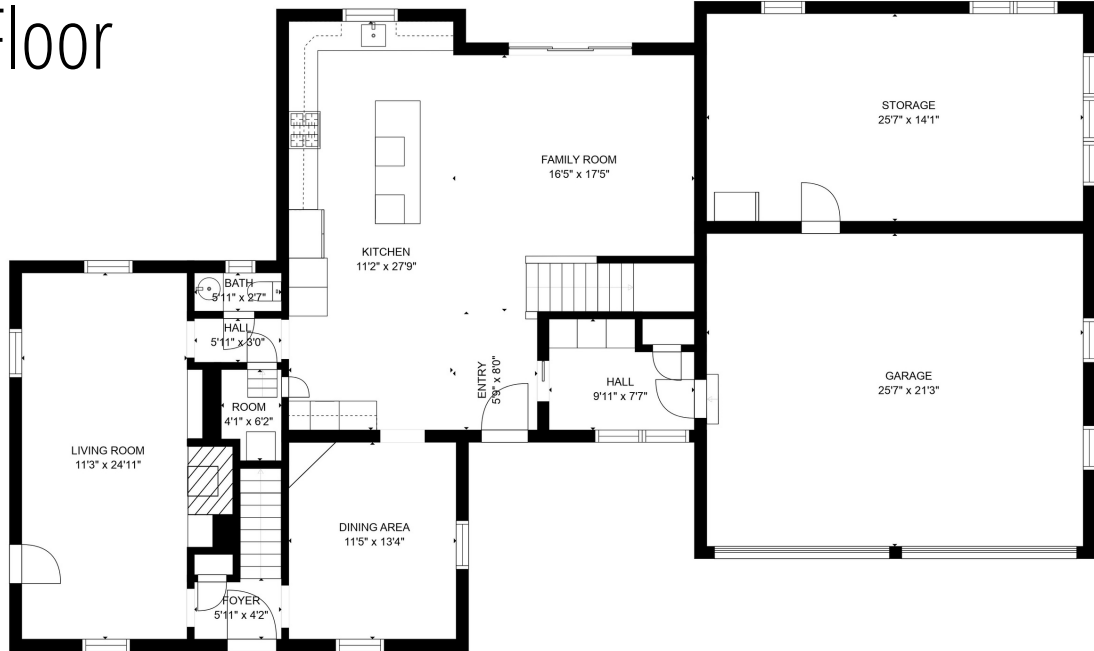 Floor
STORAGE
25'7" x 14'1"
FAMILY ROOM
16'5" x 17'5"
KITCHEN
11'2" x 27'9"
BATH
5'11" x 2'7"
HALL
5'11" x 3'0"
ENTRY
5'9" x 8'0"
HALL
9'11" x 7'7"
GARAGE
25'7" x 21'3"
ROOM
4'1" x 6'2"
LIVING ROOM
11'3" x 24'11"
DINING AREA
11'5" x 13'4"
FOYER
5'11" x 4'2"